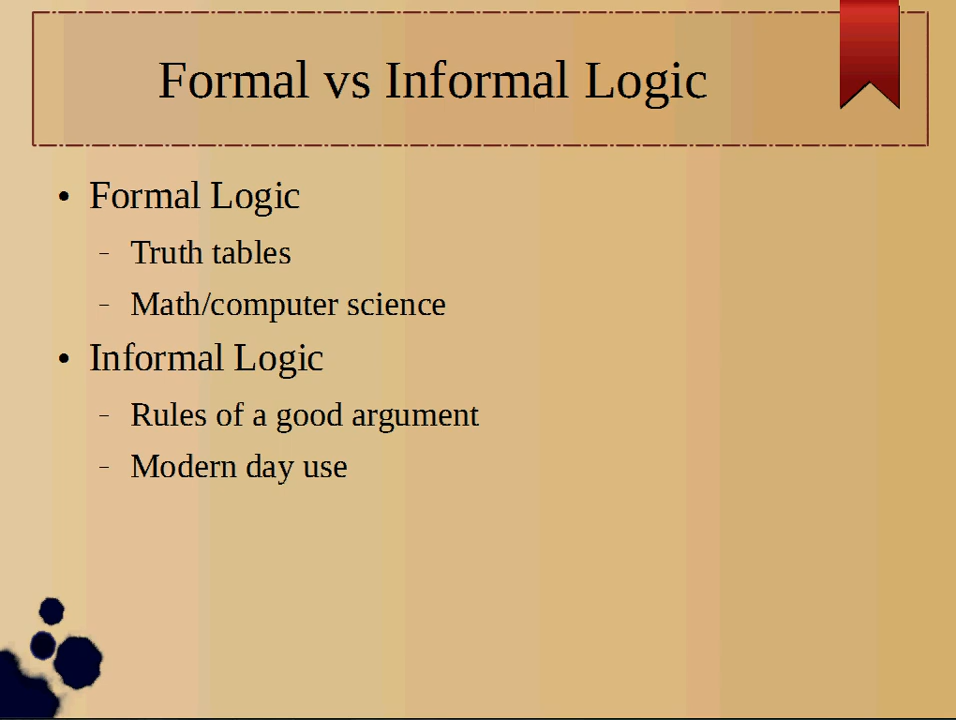 Formal vs Informal Logic
• Formal Logic
– Truth tables
– Math/computer science
• Informal Logic
– Rules of a good argument
– Modern day use